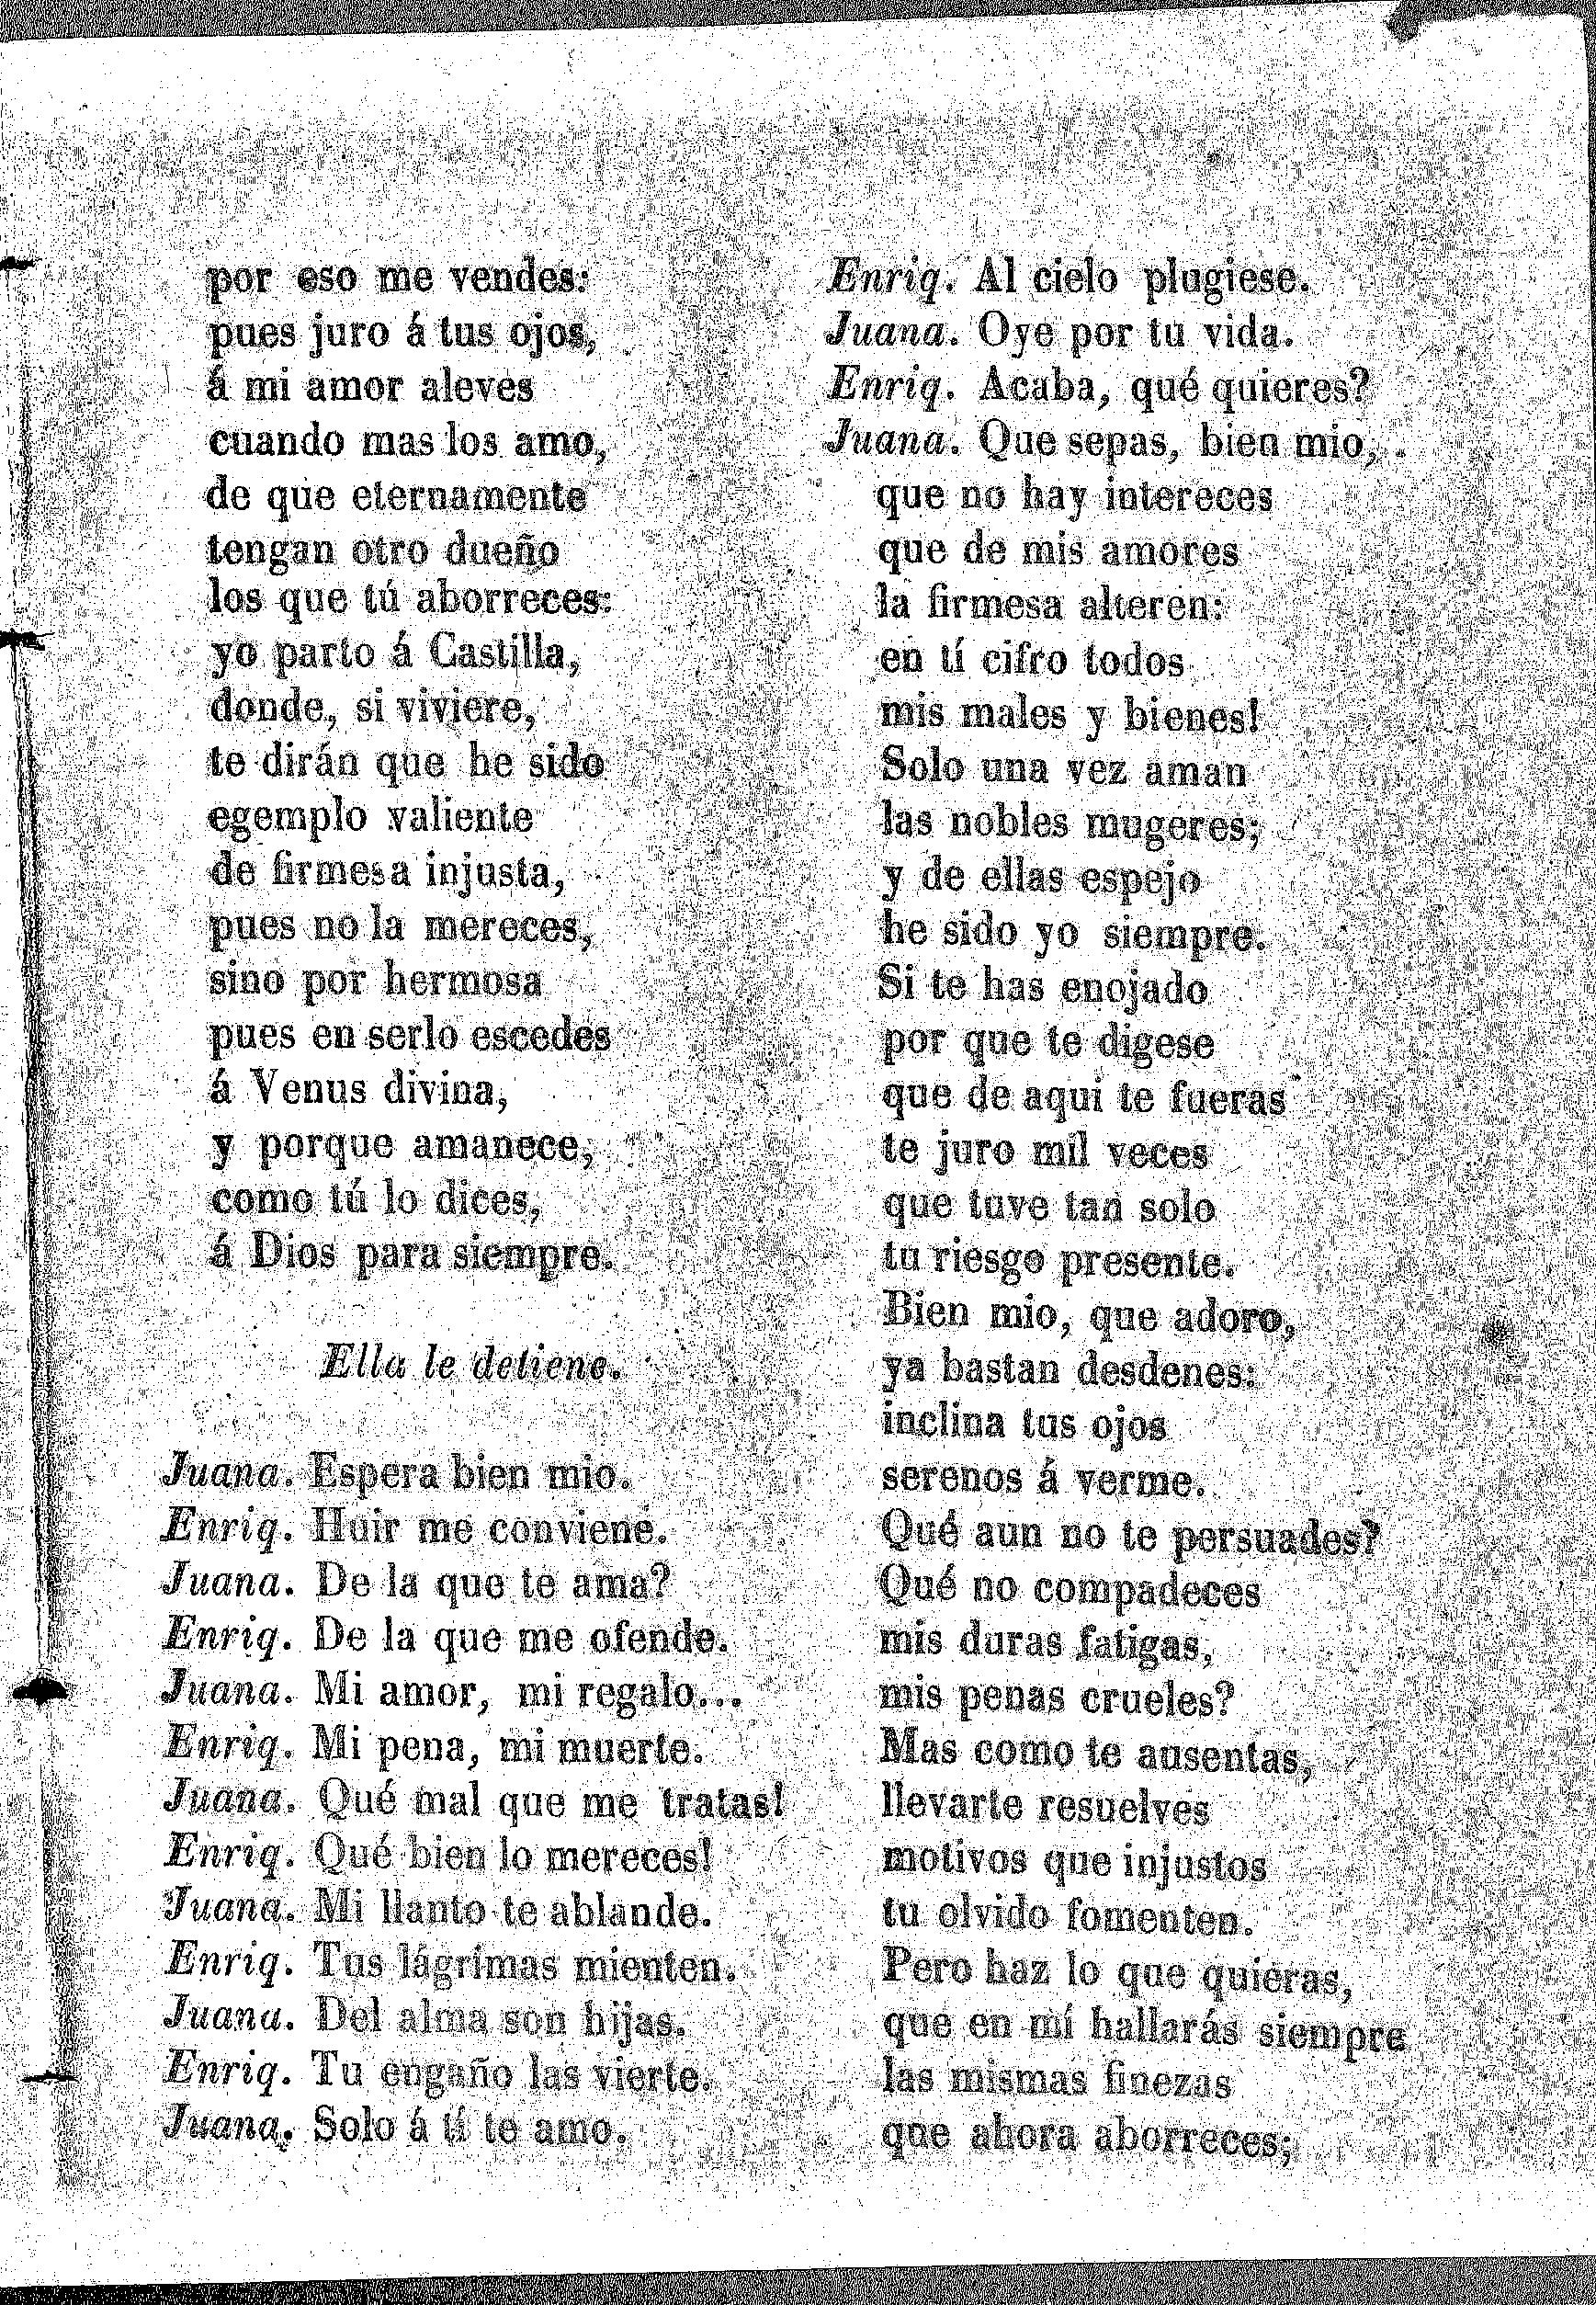 por eso me vendes:
pues juro á tus ojos,
á mi amor aleves
cuando mas los amo,
de que eternamente
tengan otro dueño
los que tú aborreces:
yo parto á Castilla,
donde, si viviere,
te dirán que he sido
egemplo valiente
de firmesa injusta,
pues no la mereces,
sino por hermosa
pues en serlo escedes
á Venus divina,
y porque amanece,
como tú lo dices,
á Dios para siempre.
Ella le detiene.
Juana. Espera bien mio.
Enriq. Huir me conviene.
Juana. De la que te ama?
Enriq. De la que me ofende.
Juana. Mi amor, mi regalo...
Enriq. Mi pena, mi muerte.
Juana. Qué mal que me tratas!
Enriq. Qué bien lo mereces!
Juana. Mi llanto te ablande.
Enriq. Tus lágrimas mienten.
Juana. Del alma son hijas.
Enriq. Tu engaño las vierte.
Juana. Solo á tí te amo.
Enriq. Al cielo plugiese.
Juana. Oye por tu vida.
Enriq. Acaba, qué quieres?
Juana. Que sepas, bien mio,
que no hay intereces
que de mis amores
la firmesa alteren:
en tí cifro todos
mis males y bienes!
Solo una vez aman
las nobles mugeres;
y de ellas espejo
he sido yo siempre.
Si te has enojado
por que te digese
que de aqui te fueras
te juro mil veces
que tuve tan solo
tu riesgo presente.
Bien mio, que adoro,
ya bastan desdenes:
inclina tus ojos
serenos á verme.
Qué aun no te persuades?
Qué no compadeces
mis duras fatigas,
mis penas crueles?
Mas como te ausentas,
llevarte resuelves
motivos que injustos
tu olvido fomenten.
Pero haz lo que quieras,
que en mí hallarás siempre
las mismas finezas
que ahora aborreces;